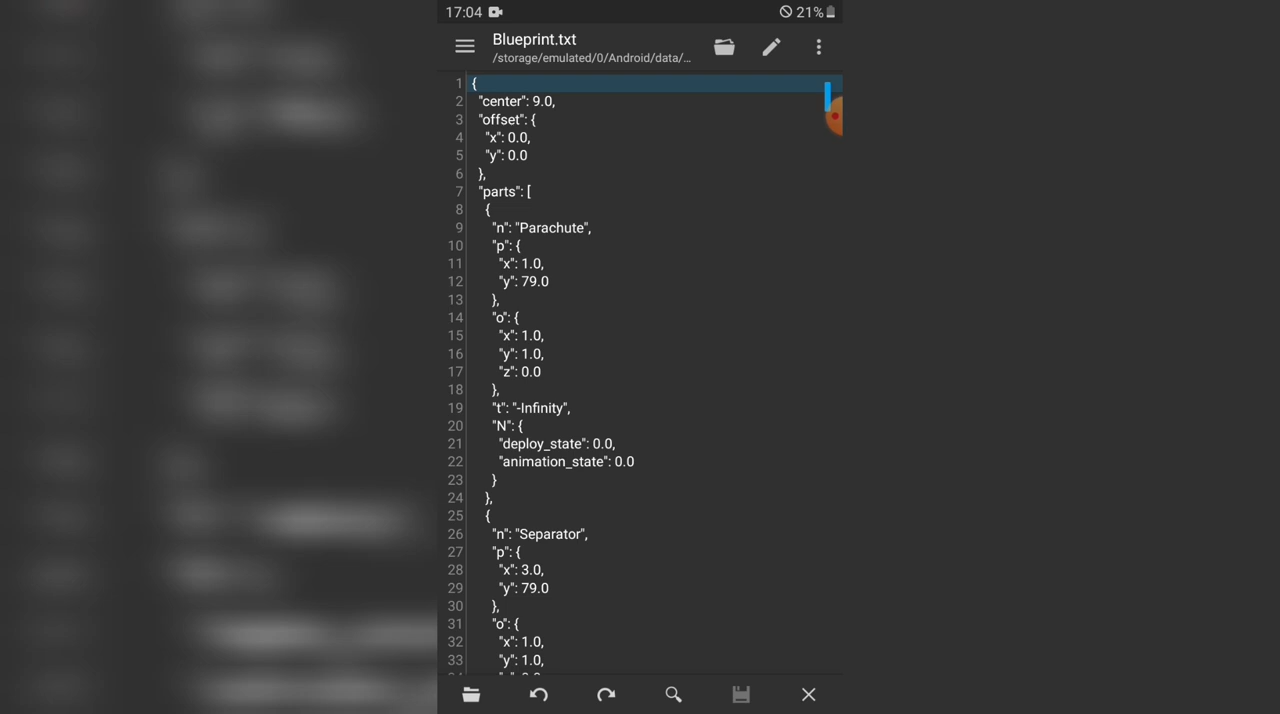 17:04 21%
Blueprint.txt
/storage/emulated/0/Android/data/…
1 {
2 "center": 9.0,
3 "offset": {
4 "x": 0.0,
5 "y": 0.0
6 },
7 "parts": [
8 {
9 "n": "Parachute",
10 "p": {
11 "x": 1.0,
12 "y": 79.0
13 },
14 "o": {
15 "x": 1.0,
16 "y": 1.0,
17 "z": 0.0
18 },
19 "t": "-Infinity",
20 "N": {
21 "deploy_state": 0.0,
22 "animation_state": 0.0
23 }
24 },
25 {
26 "n": "Separator",
27 "p": {
28 "x": 3.0,
29 "y": 79.0
30 },
31 "o": {
32 "x": 1.0,
33 "y": 1.0,